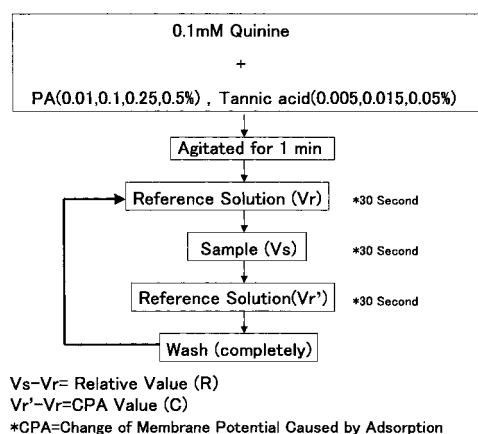 0.1mM Quinine
+
PA(0.01,0.1,0.25,0.5%) , Tannic acid(0.005,0.015,0.05%)
Agitated for 1 min
Reference Solution (Vr) *30 Second
Sample (Vs) *30 Second
Reference Solution(Vr') *30 Second
Wash (completely)
Vs-Vr= Relative Value (R)
Vr'-Vr=CPA Value (C)
*CPA=Change of Membrane Potential Caused by Adsorption